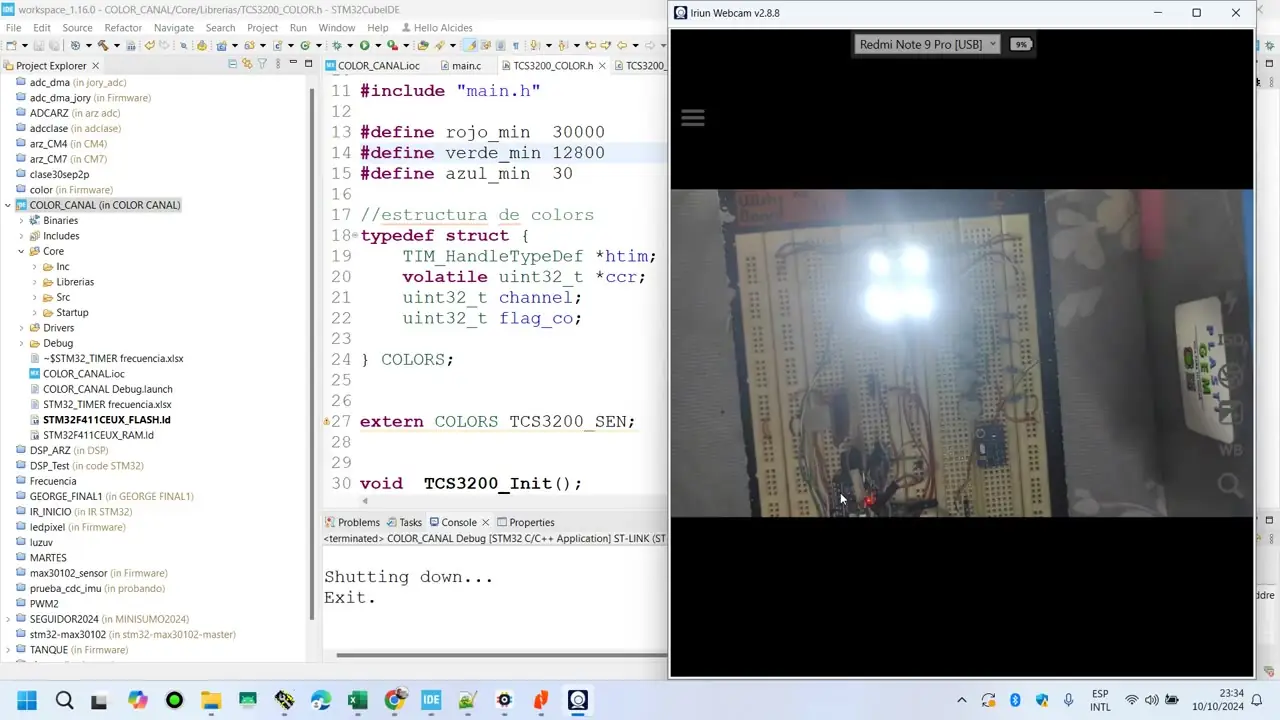 workspace_1.16.0 - COLOR_CANAL/Core/Librerias/TCS3200_COLOR.h - STM32CubeIDE
File Edit Source Refactor Navigate Search Project Run Window Help Hello Alcides
Project Explorer
adc_dma (in jory_adc)
adc_dma_jory (in Firmware)
ADCARZ (in arz adc)
adcclase (in adclase)
arz_CM4 (in CM4)
arz_CM7 (in CM7)
clase30sep2p
color (in Firmware)
COLOR_CANAL (in COLOR CANAL)
Binaries
Includes
Core
Inc
Librerias
Src
Startup
Drivers
Debug
~$STM32_TIMER frecuencia.xlsx
COLOR_CANAL.ioc
COLOR_CANAL Debug.launch
STM32_TIMER frecuencia.xlsx
STM32F411CEUX_FLASH.ld
STM32F411CEUX_RAM.ld
DSP_ARZ (in DSP)
DSP_Test (in code STM32)
Frecuencia
GEORGE_FINAL1 (in GEORGE FINAL1)
IR_INICIO (in IR STM32)
ledpixel (in Firmware)
luzuv
MARTES
max30102_sensor (in Firmware)
prueba_cdc_imu (in probando)
PWM2
SEGUIDOR2024 (in MINISUMO2024)
stm32-max30102 (in stm32-max30102-master)
TANQUE (in Firmware)
COLOR_CANAL.ioc main.c TCS3200_COLOR.h TCS3200_
11 #include "main.h"
12
13 #define rojo_min 30000
14 #define verde_min 12800
15 #define azul_min 30
16
17 //estructura de colors
18 typedef struct {
19 TIM_HandleTypeDef *htim;
20 volatile uint32_t *ccr;
21 uint32_t channel;
22 uint32_t flag_co;
23
24 } COLORS;
25
26
27 extern COLORS TCS3200_SEN;
28
29
30 void TCS3200_Init();
Problems Tasks Console Properties
<terminated> COLOR_CANAL Debug [STM32 C/C++ Application] ST-LINK (ST
Shutting down...
Exit.
Iriun Webcam v2.8.8
Redmi Note 9 Pro [USB] 9%
WB
ddre
ESP
INTL
23:34
10/10/2024